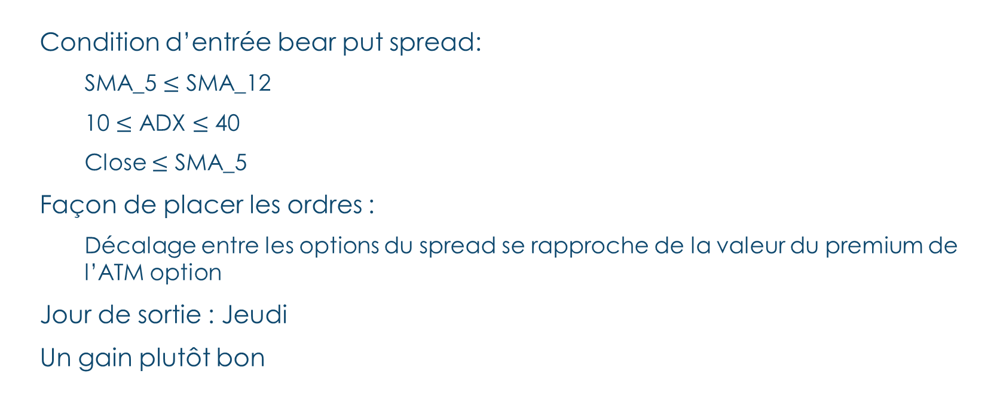 Condition d’entrée bear put spread:
SMA_5 ≤ SMA_12
10 ≤ ADX ≤ 40
Close ≤ SMA_5
Façon de placer les ordres :
Décalage entre les options du spread se rapproche de la valeur du premium de
l’ATM option
Jour de sortie : Jeudi
Un gain plutôt bon